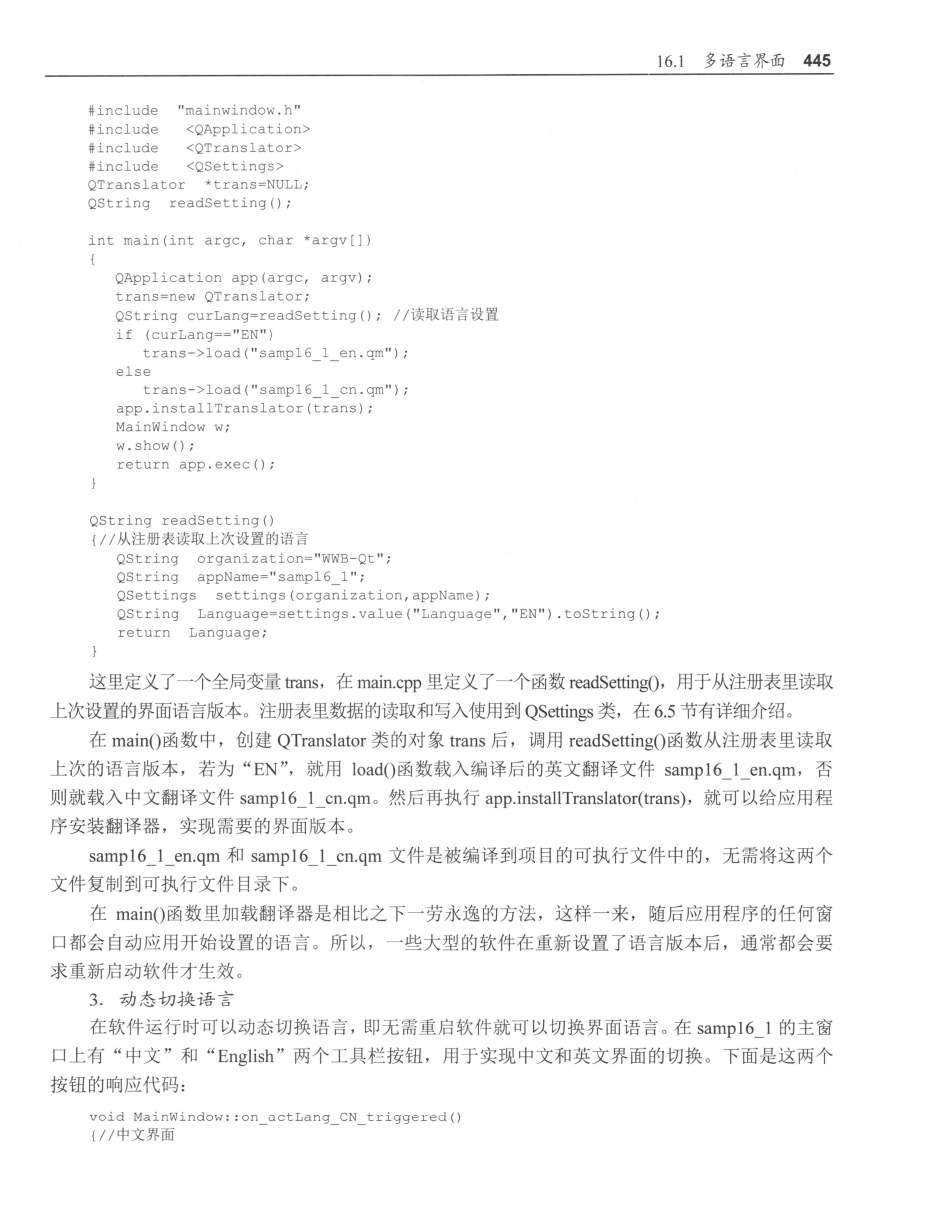 16.1 多语言界面 445
#include "mainwindow.h"
#include <QApplication>
#include <QTranslator>
#include <QSettings>
QTranslator *trans=NULL;
QString readSetting();
int main(int argc, char *argv[])
{
QApplication app(argc, argv);
trans=new QTranslator;
QString curLang=readSetting(); //读取语言设置
if (curLang=="EN")
trans->load("samp16_1_en.qm");
else
trans->load("samp16_1_cn.qm");
app.installTranslator(trans);
MainWindow w;
w.show();
return app.exec();
}
QString readSetting()
{//从注册表读取上次设置的语言
QString organization="WWB-Qt";
QString appName="samp16_1";
QSettings settings(organization,appName);
QString Language=settings.value("Language","EN").toString();
return Language;
}
这里定义了一个全局变量 trans，在 main.cpp 里定义了一个函数 readSetting()，用于从注册表里读取
上次设置的界面语言版本。注册表里数据的读取和写入使用到 QSettings 类，在 6.5 节有详细介绍。
在 main()函数中，创建 QTranslator 类的对象 trans 后，调用 readSetting()函数从注册表里读取
上次的语言版本，若为“EN”，就用 load()函数载入编译后的英文翻译文件 samp16_1_en.qm，否
则就载入中文翻译文件 samp16_1_cn.qm。然后再执行 app.installTranslator(trans)，就可以给应用程
序安装翻译器，实现需要的界面版本。
samp16_1_en.qm 和 samp16_1_cn.qm 文件是被编译到项目的可执行文件中的，无需将这两个
文件复制到可执行文件目录下。
在 main()函数里加载翻译器是相比之下一劳永逸的方法，这样一来，随后应用程序的任何窗
口都会自动应用开始设置的语言。所以，一些大型的软件在重新设置了语言版本后，通常都会要
求重新启动软件才生效。
3．动态切换语言
在软件运行时可以动态切换语言，即无需重启软件就可以切换界面语言。在 samp16_1 的主窗
口上有“中文”和“English”两个工具栏按钮，用于实现中文和英文界面的切换。下面是这两个
按钮的响应代码：
void MainWindow::on_actLang_CN_triggered()
{//中文界面